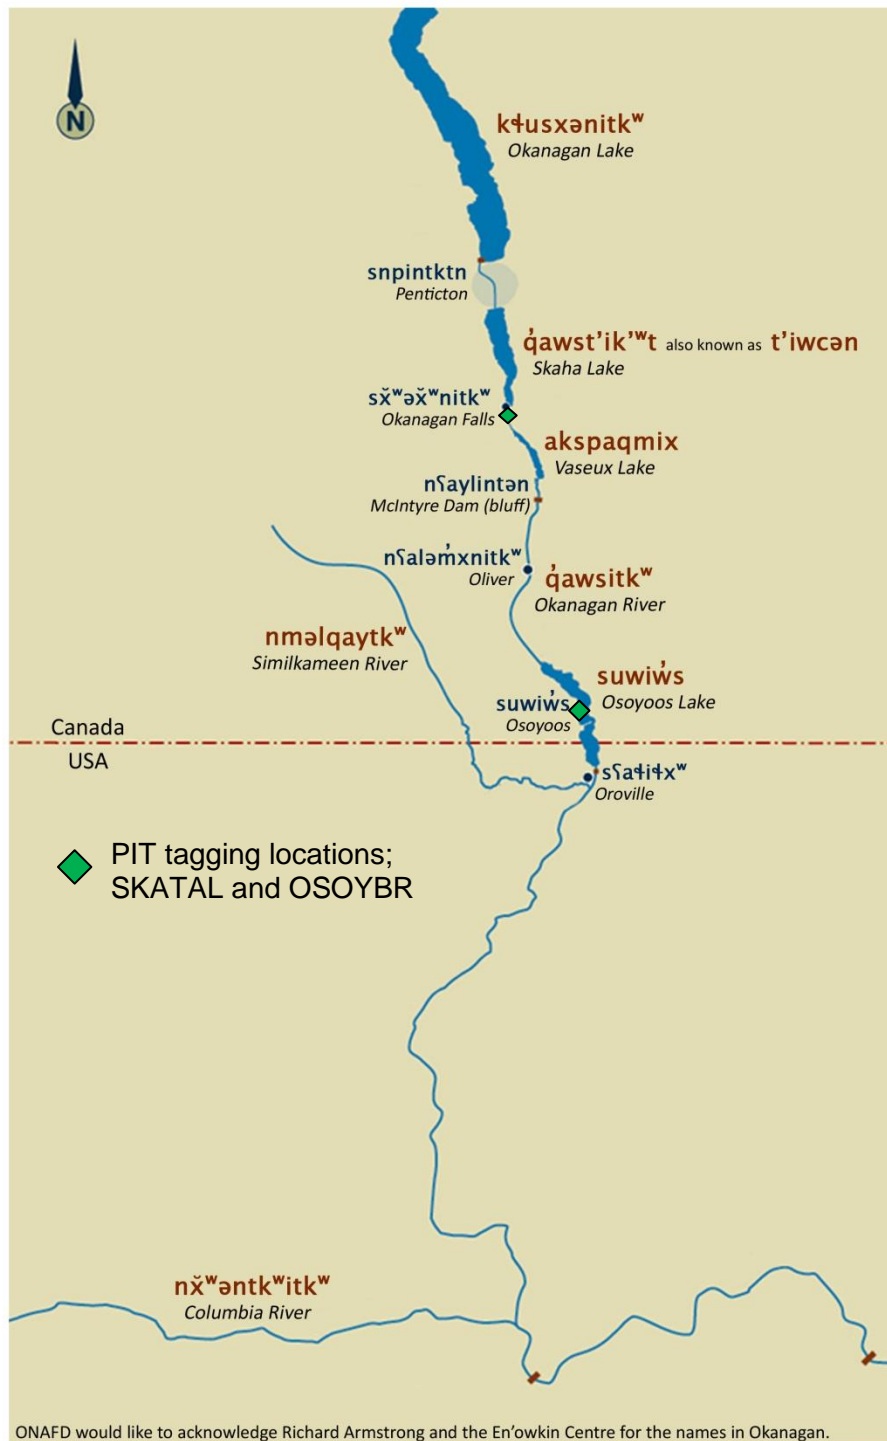 N
kɬusxənitkʷ
Okanagan Lake
snpintktn
Penticton
q̓awst’ik’ʷt also known as t’iwcən
Skaha Lake
sx̌ʷəx̌ʷnitkʷ
Okanagan Falls
akspaqmix
Vaseux Lake
nʕaylintən
McIntyre Dam (bluff)
nʕaləm̓xnitkʷ
Oliver
q̓awsitkʷ
Okanagan River
nməlqaytkʷ
Similkameen River
suwiw̓s
Osoyoos Lake
suwiw̓s
Osoyoos
Canada
USA
sʕaɬiɬxʷ
Oroville
PIT tagging locations;
SKATAL and OSOYBR
nx̌ʷəntkʷitkʷ
Columbia River
ONAFD would like to acknowledge Richard Armstrong and the En’owkin Centre for the names in Okanagan.